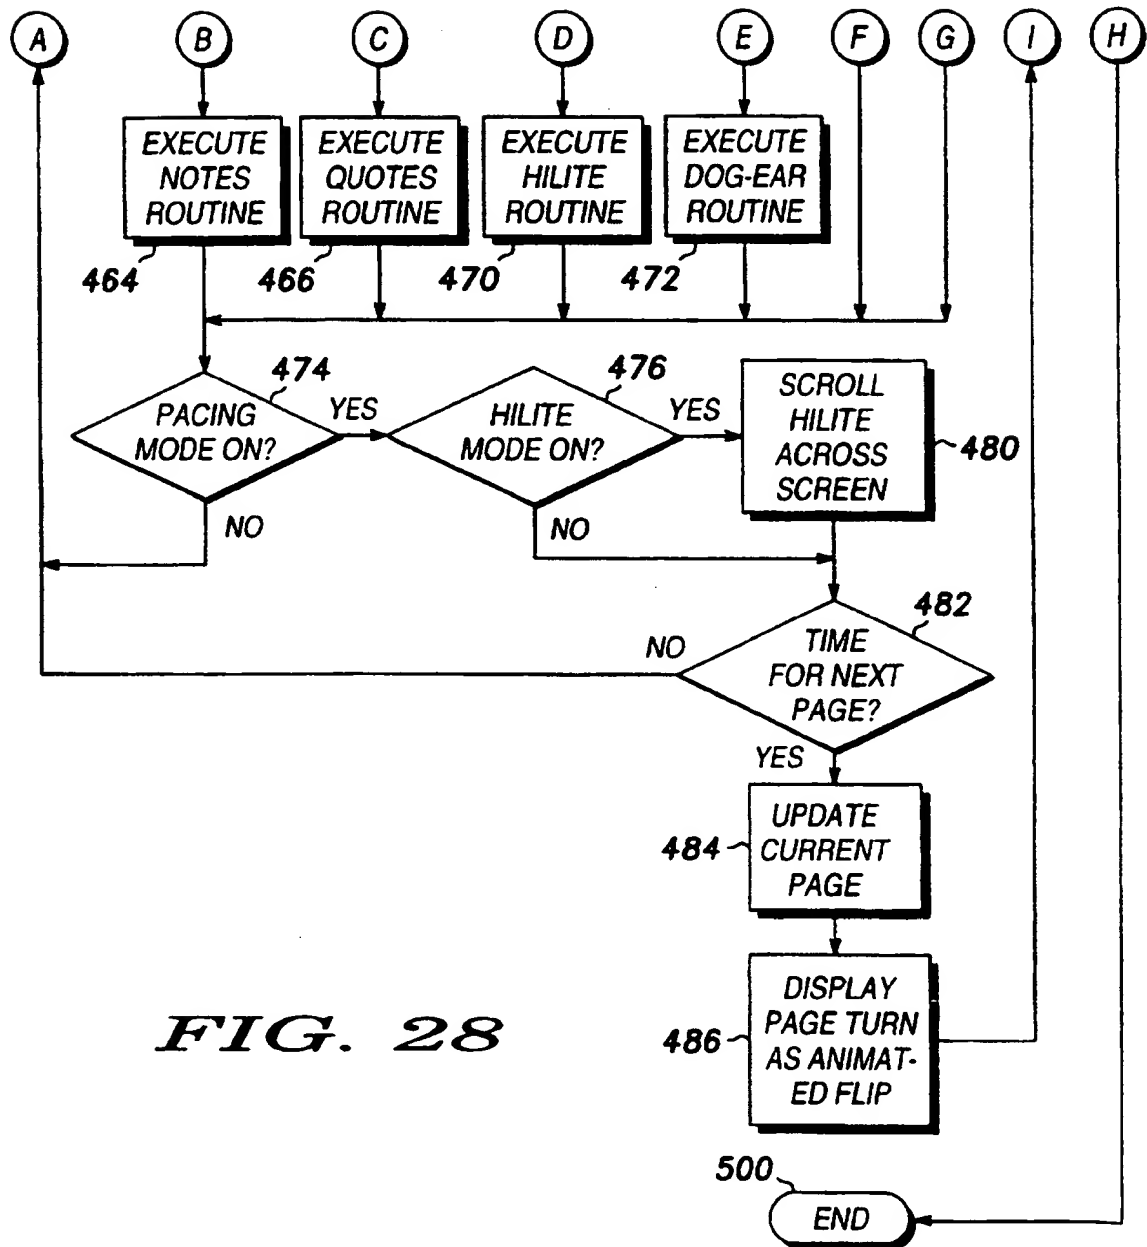 A B C D E F G I H
EXECUTE
NOTES
ROUTINE
464
EXECUTE
QUOTES
ROUTINE
466
EXECUTE
HILITE
ROUTINE
470
EXECUTE
DOG-EAR
ROUTINE
472
PACING
MODE ON?
474
YES
NO
HILITE
MODE ON?
476
YES
NO
SCROLL
HILITE
ACROSS
SCREEN
480
TIME
FOR NEXT
PAGE?
482
NO
YES
UPDATE
CURRENT
PAGE
484
DISPLAY
PAGE TURN
AS ANIMAT-
ED FLIP
486
FIG. 28
500
END